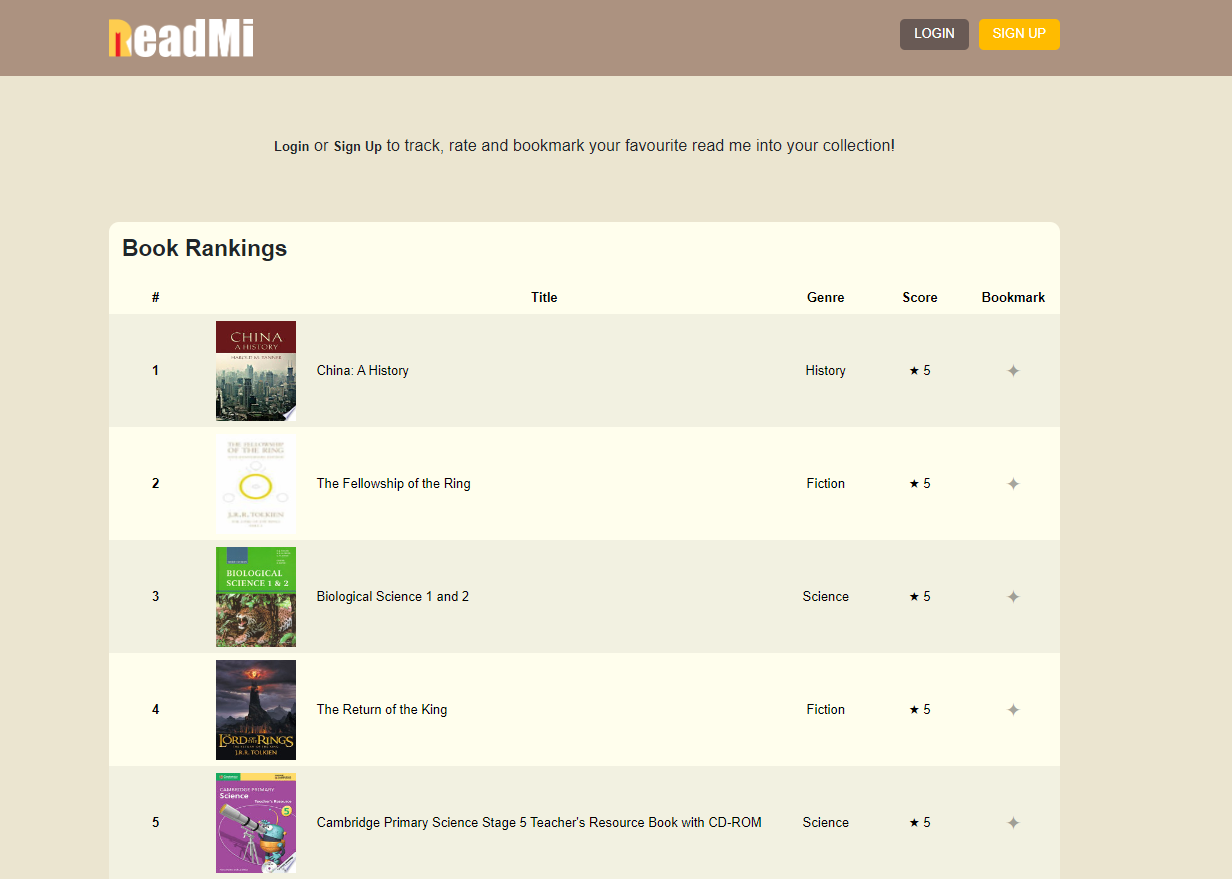 ReadMi
LOGIN
SIGN UP
Login or Sign Up to track, rate and bookmark your favourite read me into your collection!
Book Rankings
# Title Genre Score Bookmark
CHINA
A HISTORY
HAROLD M. TANNER
1 China: A History History ★ 5 ✦
THE FELLOWSHIP
OF THE RING
J.R.R. TOLKIEN
2 The Fellowship of the Ring Fiction ★ 5 ✦
BIOLOGICAL
SCIENCE 1 & 2
3 Biological Science 1 and 2 Science ★ 5 ✦
4 The Return of the King Fiction ★ 5 ✦
THE LORD OF THE RINGS
J.R.R. TOLKIEN
CAMBRIDGE PRIMARY
Science
Teacher's Resource
5
5 Cambridge Primary Science Stage 5 Teacher's Resource Book with CD-ROM Science ★ 5 ✦